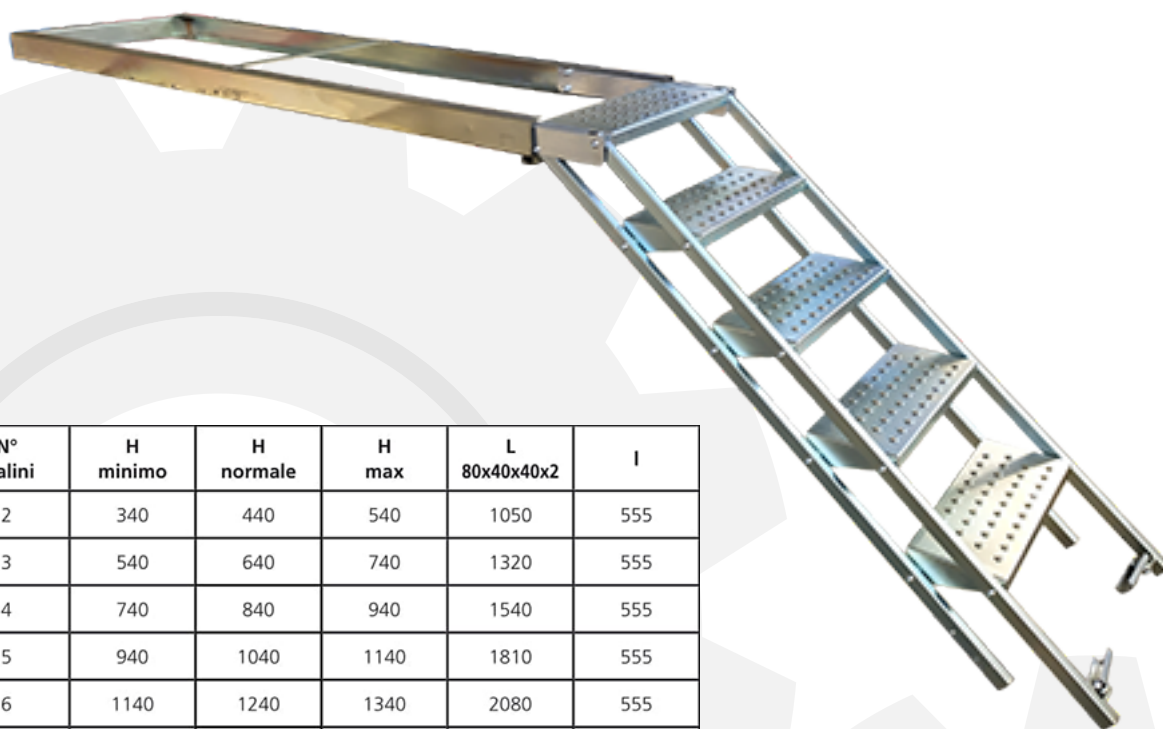 N° H H H L I
alini minimo normale max 80x40x40x2
2 340 440 540 1050 555
3 540 640 740 1320 555
4 740 840 940 1540 555
5 940 1040 1140 1810 555
6 1140 1240 1340 2080 555